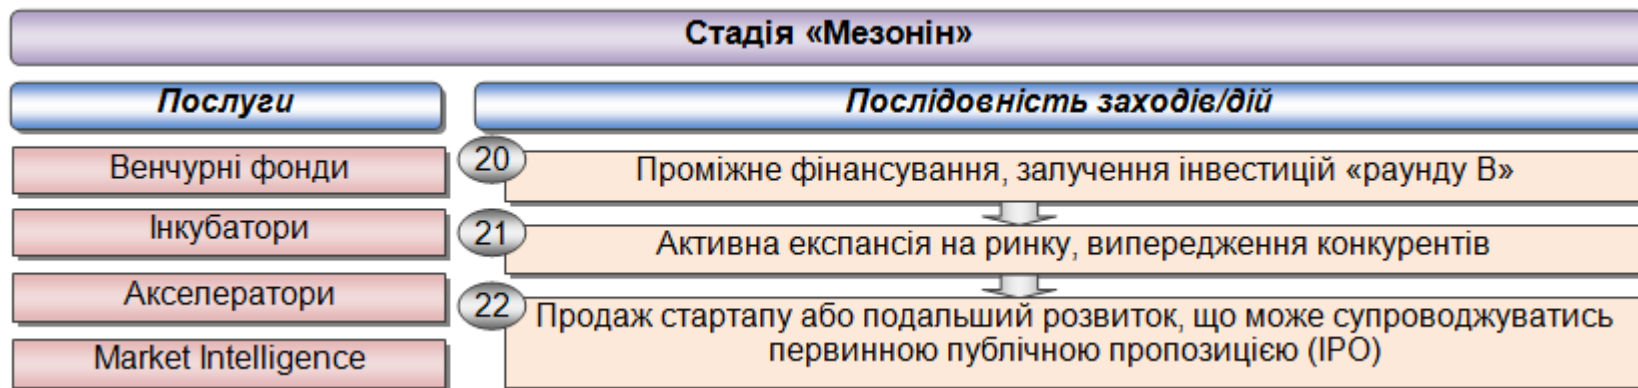 Стадія «Мезонін»
Послуги
Послідовність заходів/дій
Венчурні фонди
Інкубатори
Акселератори
Market Intelligence
20
Проміжне фінансування, залучення інвестицій «раунду В»
21
Активна експансія на ринку, випередження конкурентів
22
Продаж стартапу або подальший розвиток, що може супроводжуватись
первинною публічною пропозицією (IPO)